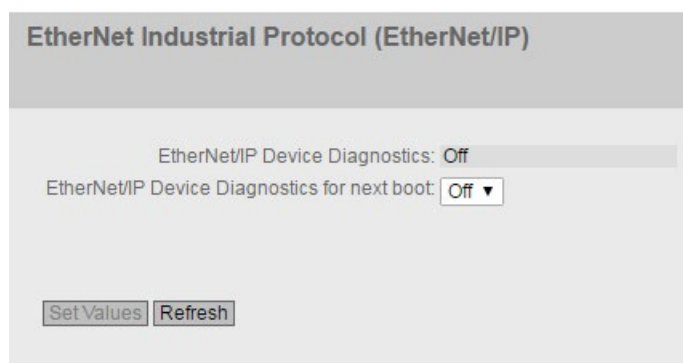 EtherNet Industrial Protocol (EtherNet/IP)
EtherNet/IP Device Diagnostics: Off
EtherNet/IP Device Diagnostics for next boot: Off
Set Values Refresh